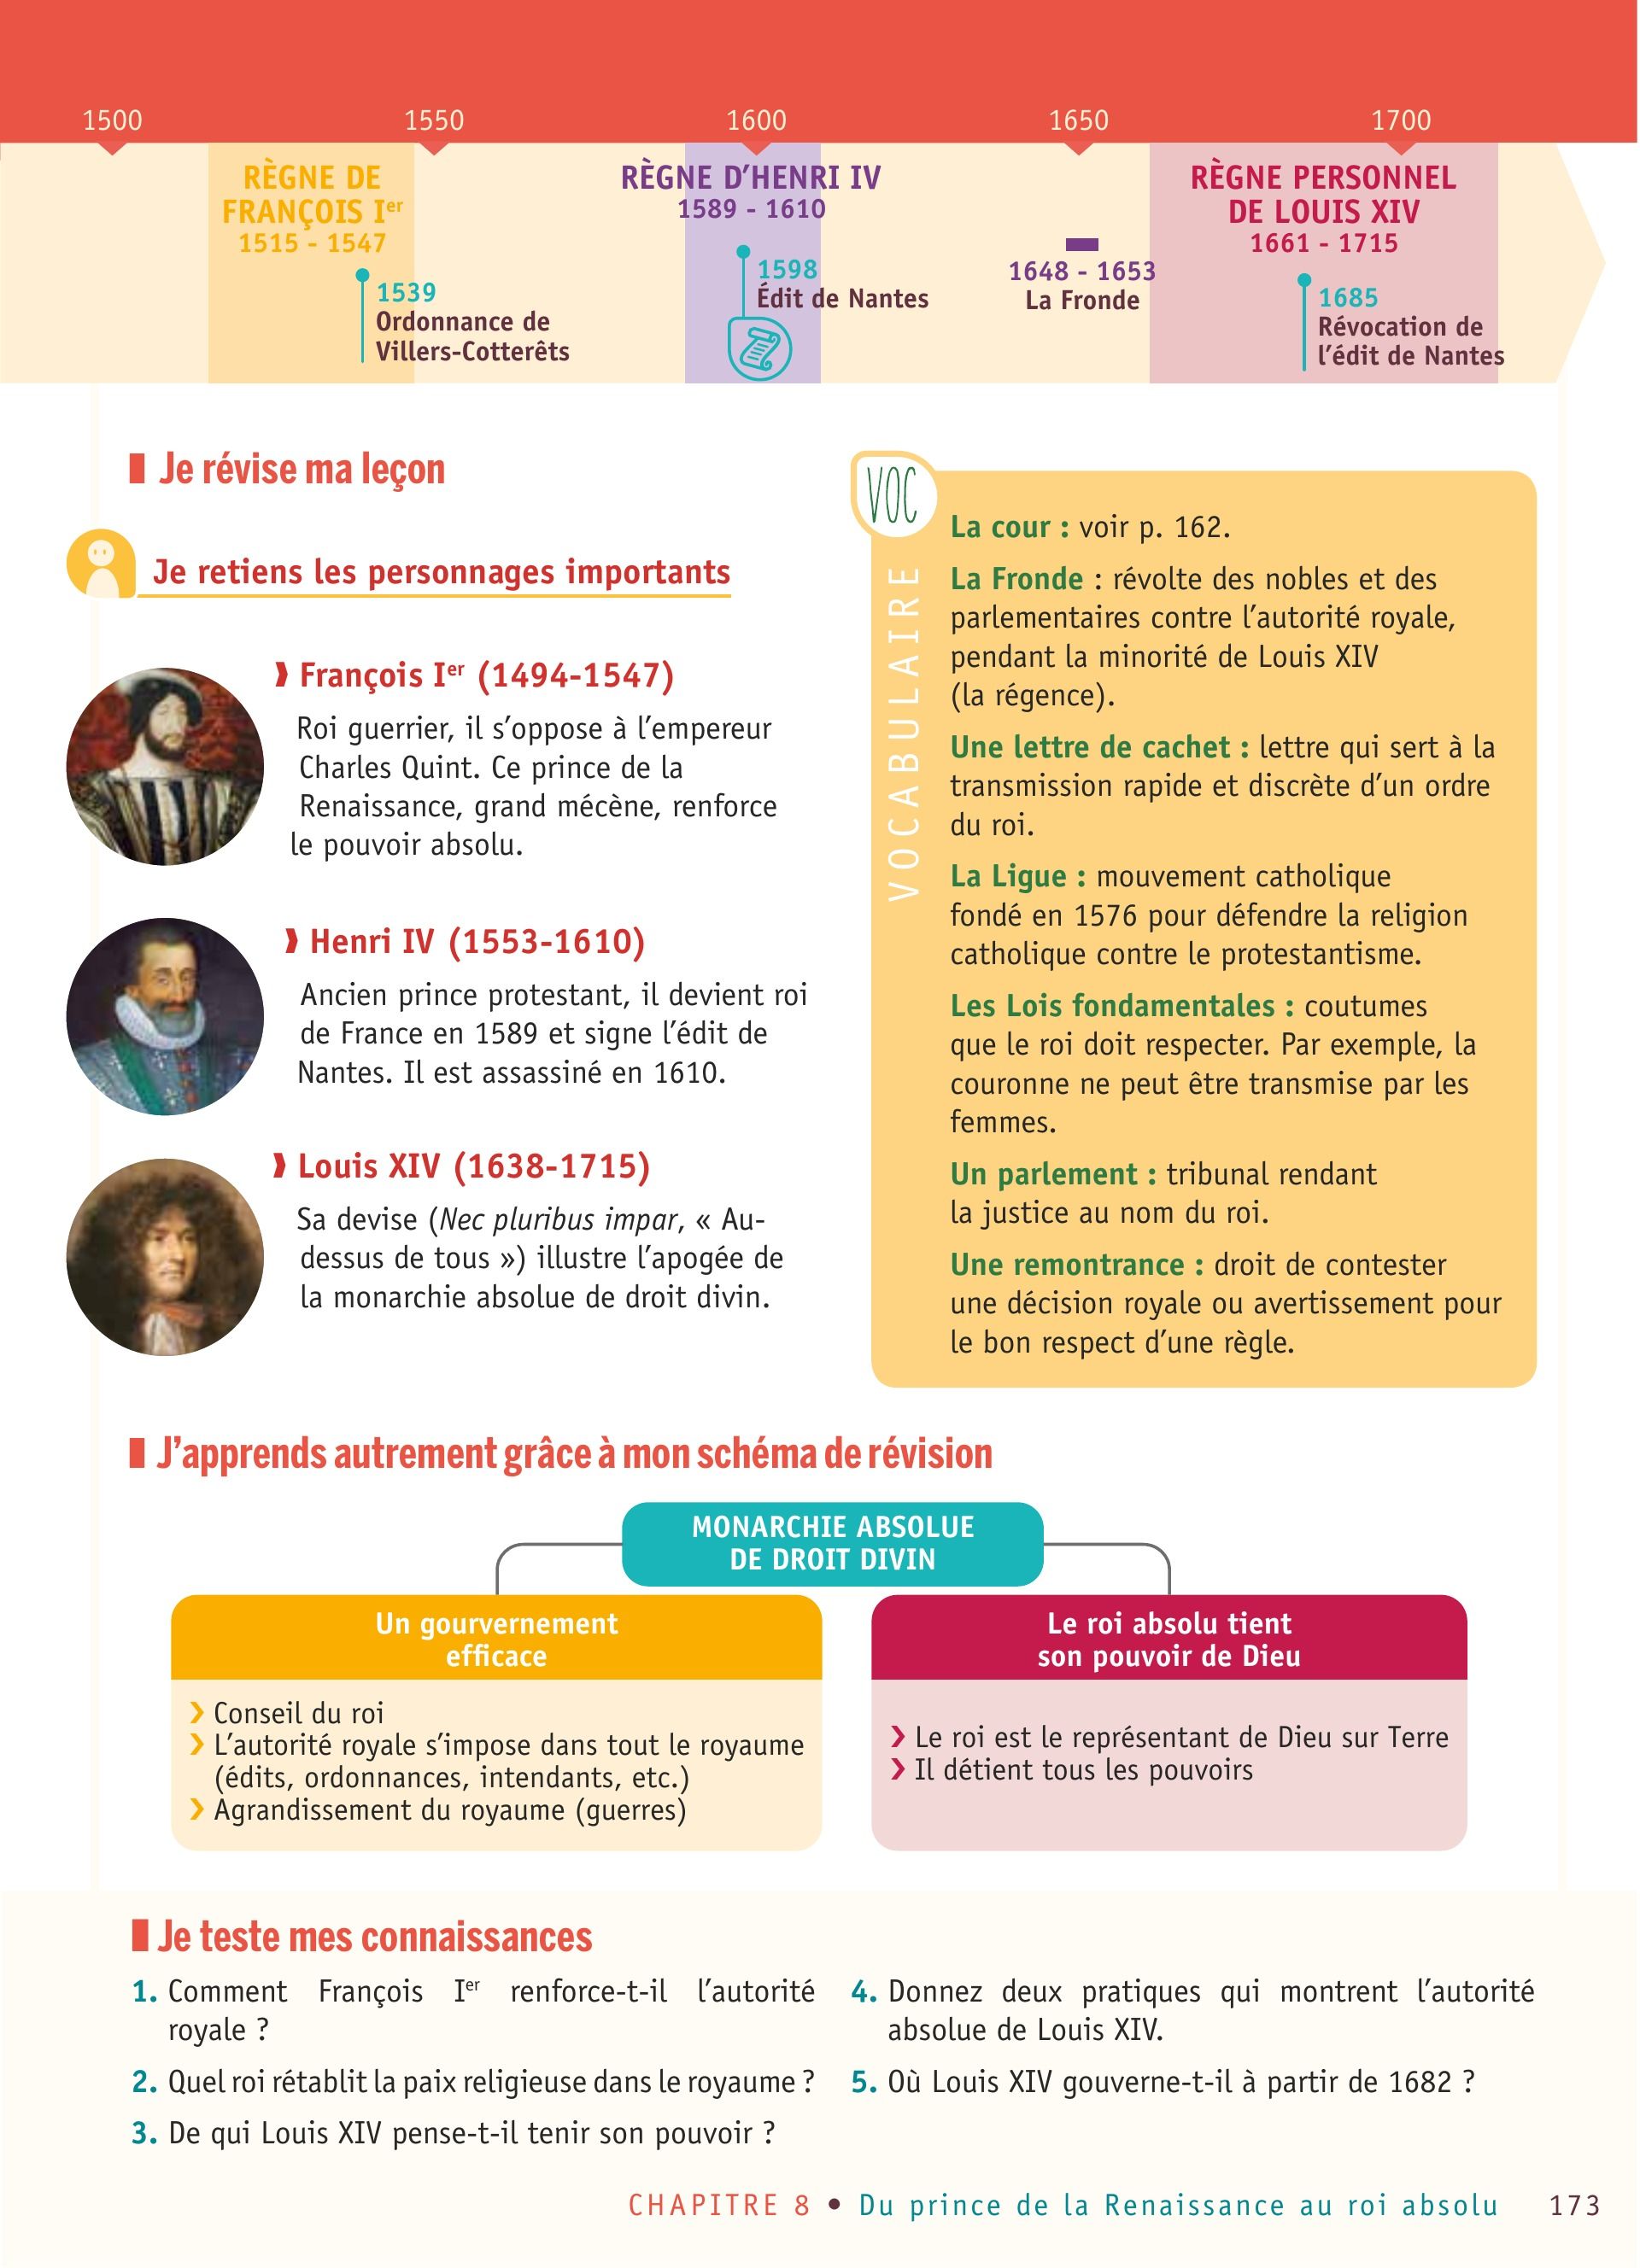 1500 1550 1600 1650 1700
RÈGNE DE
FRANÇOIS Ier
1515 - 1547
1539
Ordonnance de
Villers-Cotterêts
RÈGNE D’HENRI IV
1589 - 1610
1598
Édit de Nantes
1648 - 1653
La Fronde
RÈGNE PERSONNEL
DE LOUIS XIV
1661 - 1715
1685
Révocation de
l’édit de Nantes
Je révise ma leçon
Je retiens les personnages importants
François Ier (1494-1547)
Roi guerrier, il s’oppose à l’empereur
Charles Quint. Ce prince de la
Renaissance, grand mécène, renforce
le pouvoir absolu.
Henri IV (1553-1610)
Ancien prince protestant, il devient roi
de France en 1589 et signe l’édit de
Nantes. Il est assassiné en 1610.
Louis XIV (1638-1715)
Sa devise (Nec pluribus impar, « Au-
dessus de tous ») illustre l’apogée de
la monarchie absolue de droit divin.
VOC
VOCABULAIRE
La cour : voir p. 162.
La Fronde : révolte des nobles et des
parlementaires contre l’autorité royale,
pendant la minorité de Louis XIV
(la régence).
Une lettre de cachet : lettre qui sert à la
transmission rapide et discrète d’un ordre
du roi.
La Ligue : mouvement catholique
fondé en 1576 pour défendre la religion
catholique contre le protestantisme.
Les Lois fondamentales : coutumes
que le roi doit respecter. Par exemple, la
couronne ne peut être transmise par les
femmes.
Un parlement : tribunal rendant
la justice au nom du roi.
Une remontrance : droit de contester
une décision royale ou avertissement pour
le bon respect d’une règle.
J’apprends autrement grâce à mon schéma de révision
MONARCHIE ABSOLUE
DE DROIT DIVIN
Un gourvernement
efficace
Conseil du roi
L’autorité royale s’impose dans tout le royaume
(édits, ordonnances, intendants, etc.)
Agrandissement du royaume (guerres)
Le roi absolu tient
son pouvoir de Dieu
Le roi est le représentant de Dieu sur Terre
Il détient tous les pouvoirs
Je teste mes connaissances
1. Comment François Ier renforce-t-il l’autorité
royale ?
2. Quel roi rétablit la paix religieuse dans le royaume ?
3. De qui Louis XIV pense-t-il tenir son pouvoir ?
4. Donnez deux pratiques qui montrent l’autorité
absolue de Louis XIV.
5. Où Louis XIV gouverne-t-il à partir de 1682 ?
CHAPITRE 8 • Du prince de la Renaissance au roi absolu 173